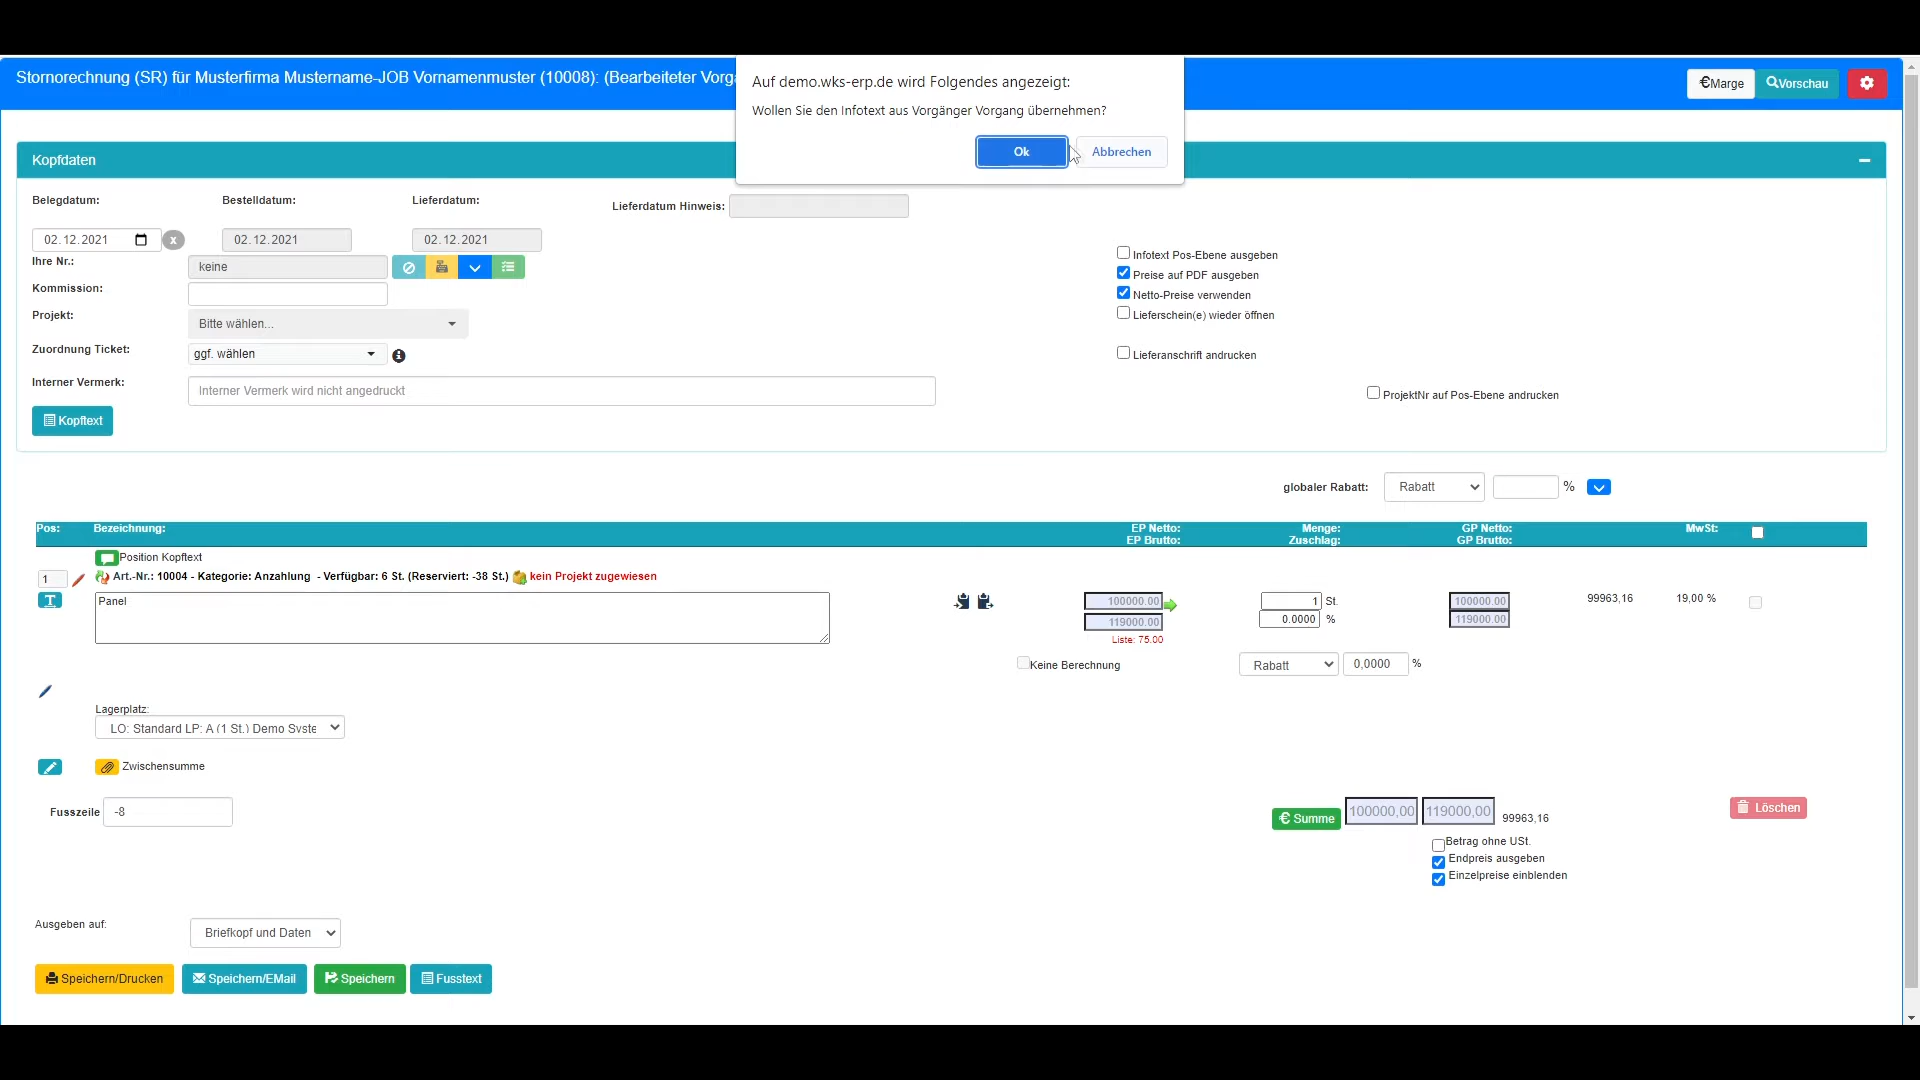 Stornorechnung (SR) für Musterfirma Mustername-JOB Vornamenmuster (10008): (Bearbeiteter Vorga
€Marge
Vorschau
Auf demo.wks-erp.de wird Folgendes angezeigt:
Wollen Sie den Infotext aus Vorgänger Vorgang übernehmen?
Ok
Abbrechen
Kopfdaten
Belegdatum:
Bestelldatum:
Lieferdatum:
Lieferdatum Hinweis:
02.12.2021
x
02.12.2021
02.12.2021
Ihre Nr.:
keine
Kommission:
Projekt:
Bitte wählen...
Zuordnung Ticket:
ggf. wählen
Interner Vermerk:
Interner Vermerk wird nicht angedruckt
Kopftext
Infotext Pos-Ebene ausgeben
Preise auf PDF ausgeben
Netto-Preise verwenden
Lieferschein(e) wieder öffnen
Lieferanschrift andrucken
ProjektNr auf Pos-Ebene andrucken
globaler Rabatt:
Rabatt
%
Pos:
Bezeichnung:
EP Netto:
EP Brutto:
Menge:
Zuschlag:
GP Netto:
GP Brutto:
MwSt:
Position Kopftext
1
Art.-Nr.: 10004 - Kategorie: Anzahlung - Verfügbar: 6 St. (Reserviert: -38 St.)
kein Projekt zugewiesen
Panel
100000.00
119000.00
Liste: 75.00
1 St.
0.0000 %
100000.00
119000.00
99963,16
19,00 %
Keine Berechnung
Rabatt
0,0000 %
Lagerplatz:
LO: Standard LP: A (1 St.) Demo Syste
Zwischensumme
Fusszeile
-8
€ Summe
100000,00
119000,00
99963,16
Löschen
Betrag ohne USt.
Endpreis ausgeben
Einzelpreise einblenden
Ausgeben auf:
Briefkopf und Daten
Speichern/Drucken
Speichern/EMail
Speichern
Fusstext